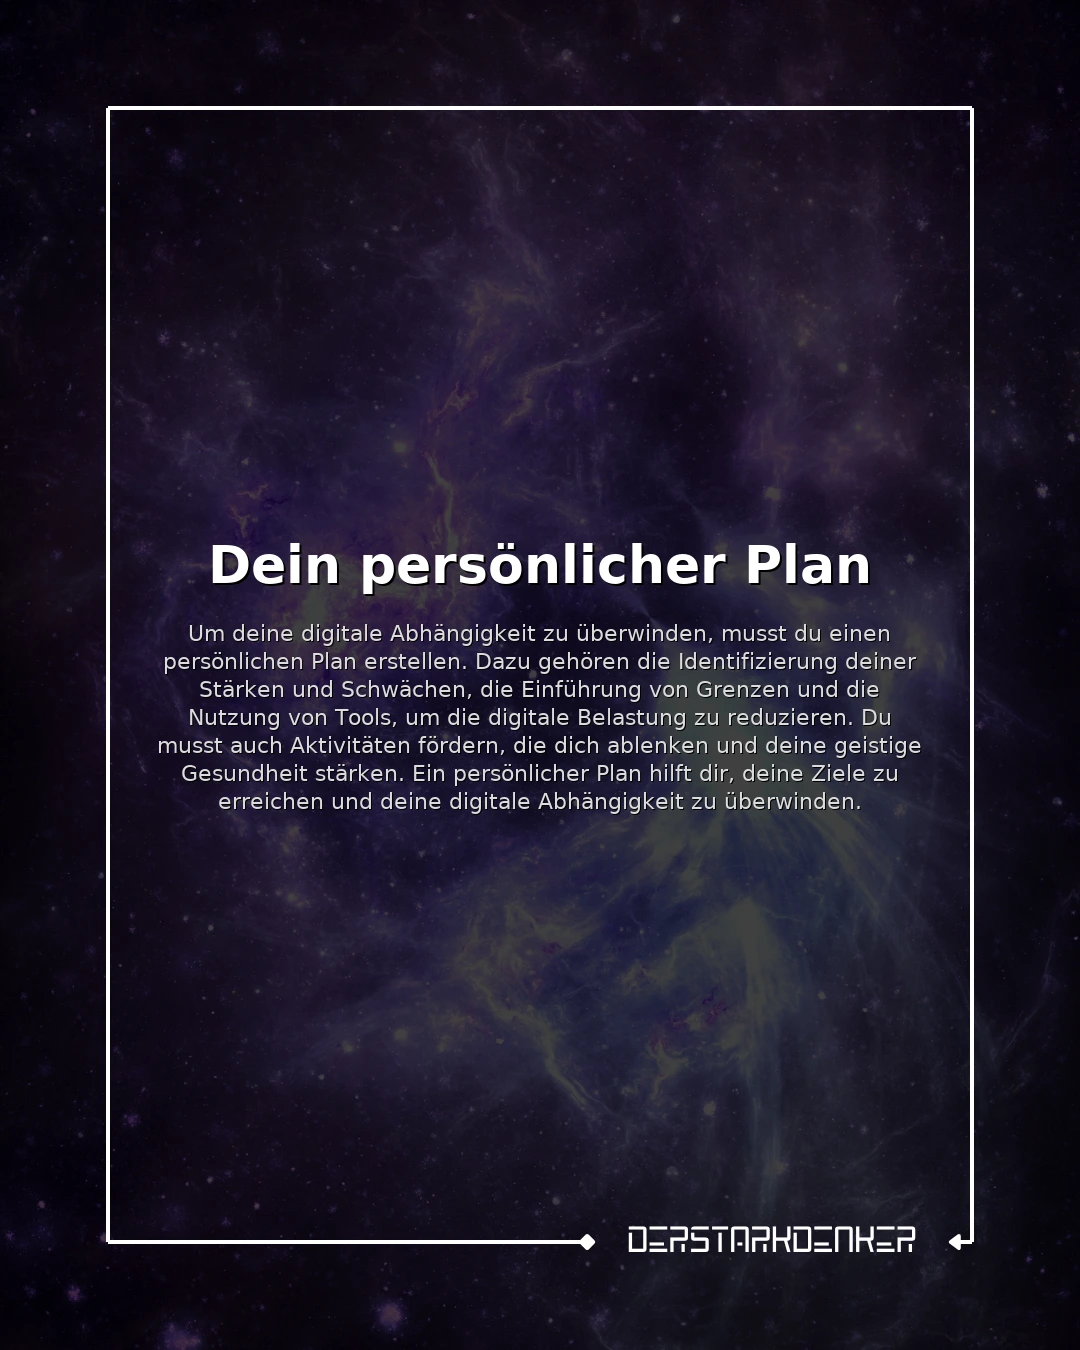 Dein persönlicher Plan
Um deine digitale Abhängigkeit zu überwinden, musst du einen
persönlichen Plan erstellen. Dazu gehören die Identifizierung deiner
Stärken und Schwächen, die Einführung von Grenzen und die
Nutzung von Tools, um die digitale Belastung zu reduzieren. Du
musst auch Aktivitäten fördern, die dich ablenken und deine geistige
Gesundheit stärken. Ein persönlicher Plan hilft dir, deine Ziele zu
erreichen und deine digitale Abhängigkeit zu überwinden.
DERSTARKDENKER